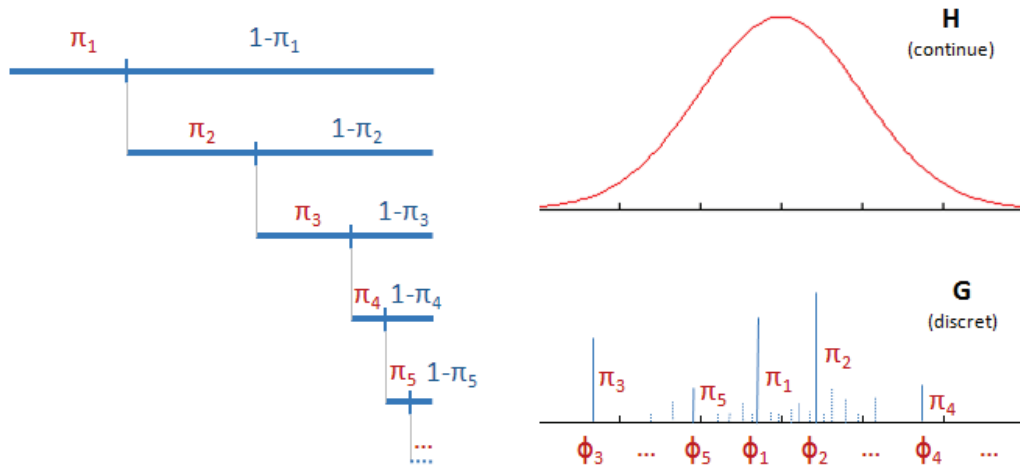 π₁ 1-π₁
π₂ 1-π₂
π₃ 1-π₃
π₄ 1-π₄
π₅ 1-π₅
...
H
(continue)
G
(discret)
π₃ π₅ π₁ π₂ π₄
ϕ₃ ... ϕ₅ ϕ₁ ϕ₂ ... ϕ₄ ...